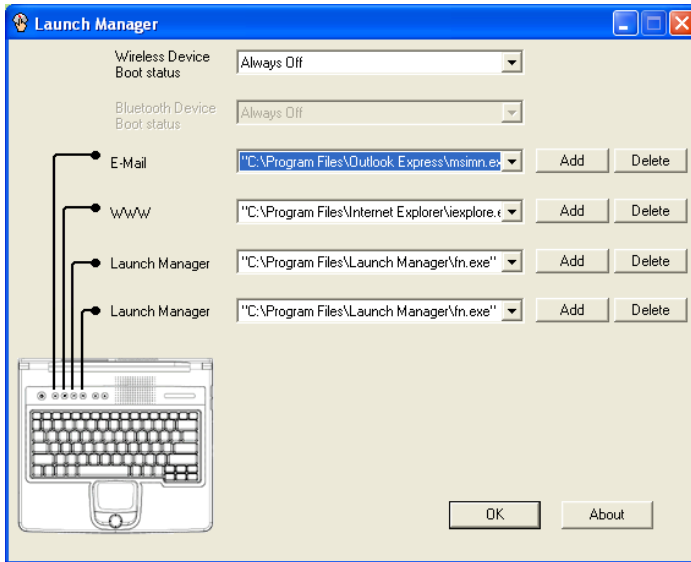 Launch Manager
Wireless Device
Boot status
Always Off
Bluetooth Device
Boot status
Always Off
E-Mail
"C:\Program Files\Outlook Express\msimn.ex
Add
Delete
WWW
"C:\Program Files\Internet Explorer\iexplore.e
Add
Delete
Launch Manager
"C:\Program Files\Launch Manager\fn.exe"
Add
Delete
Launch Manager
"C:\Program Files\Launch Manager\fn.exe"
Add
Delete
OK
About